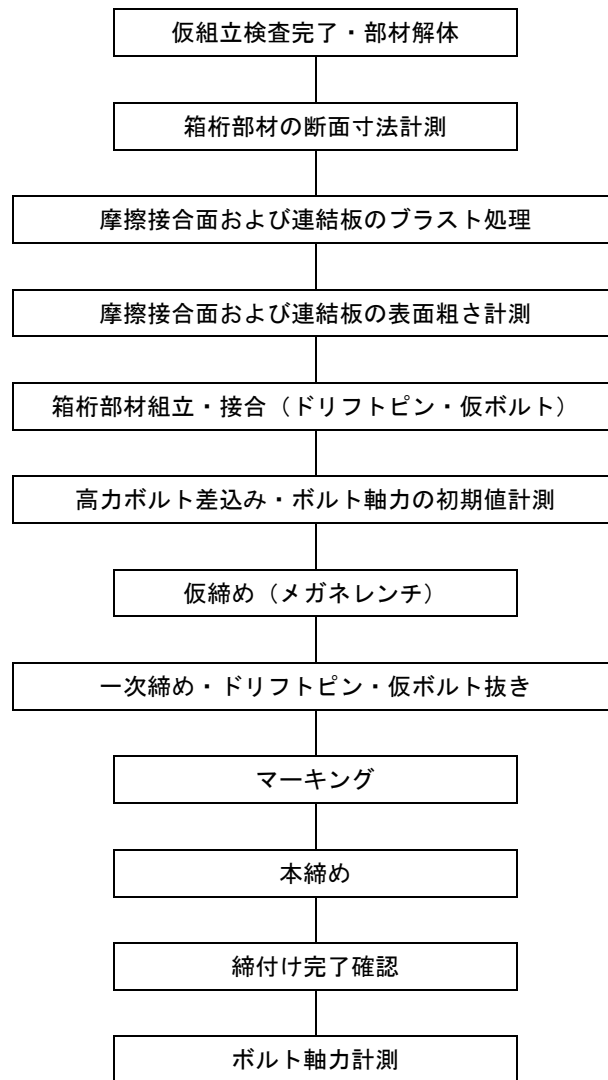 仮組立検査完了・部材解体
箱桁部材の断面寸法計測
摩擦接合面および連結板のブラスト処理
摩擦接合面および連結板の表面粗さ計測
箱桁部材組立・接合（ドリフトピン・仮ボルト）
高力ボルト差込み・ボルト軸力の初期値計測
仮締め（メガネレンチ）
一次締め・ドリフトピン・仮ボルト抜き
マーキング
本締め
締付け完了確認
ボルト軸力計測